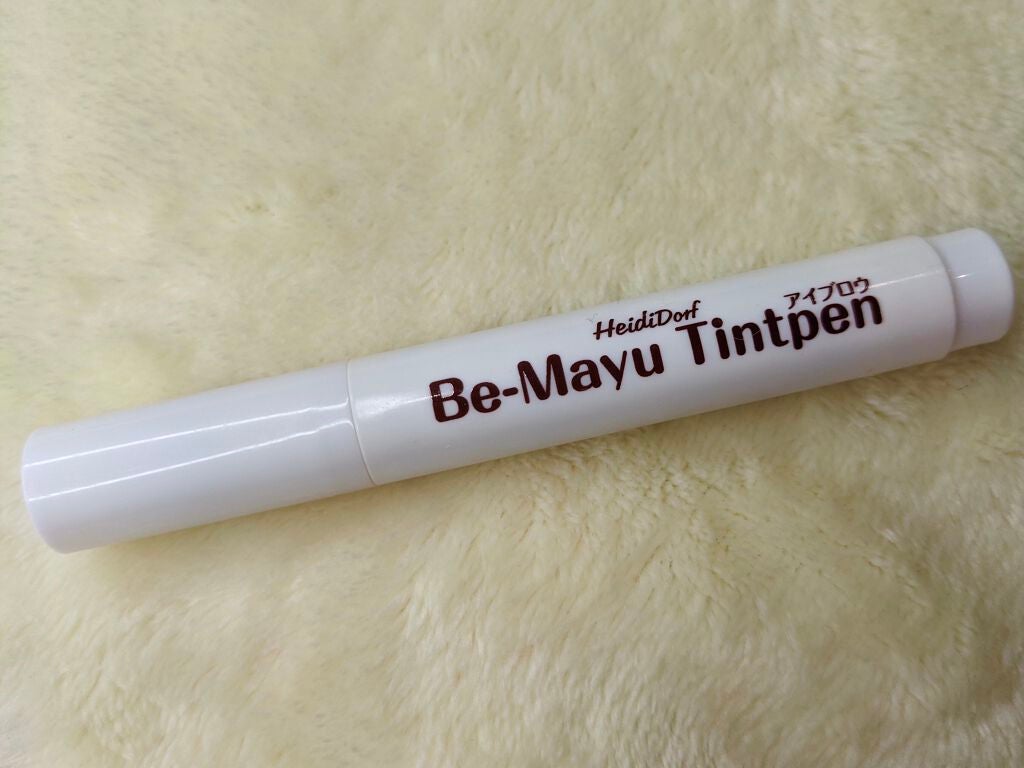 HeidiDorf
アイブロウ
Be-Mayu Tintpen